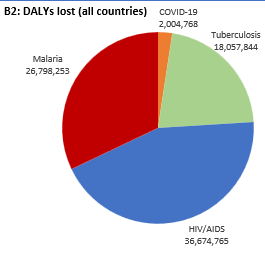 B2: DALYs lost (all countries)
COVID-19
2,004,768
Tuberculosis
18,057,844
Malaria
26,798,253
HIV/AIDS
36,674,765